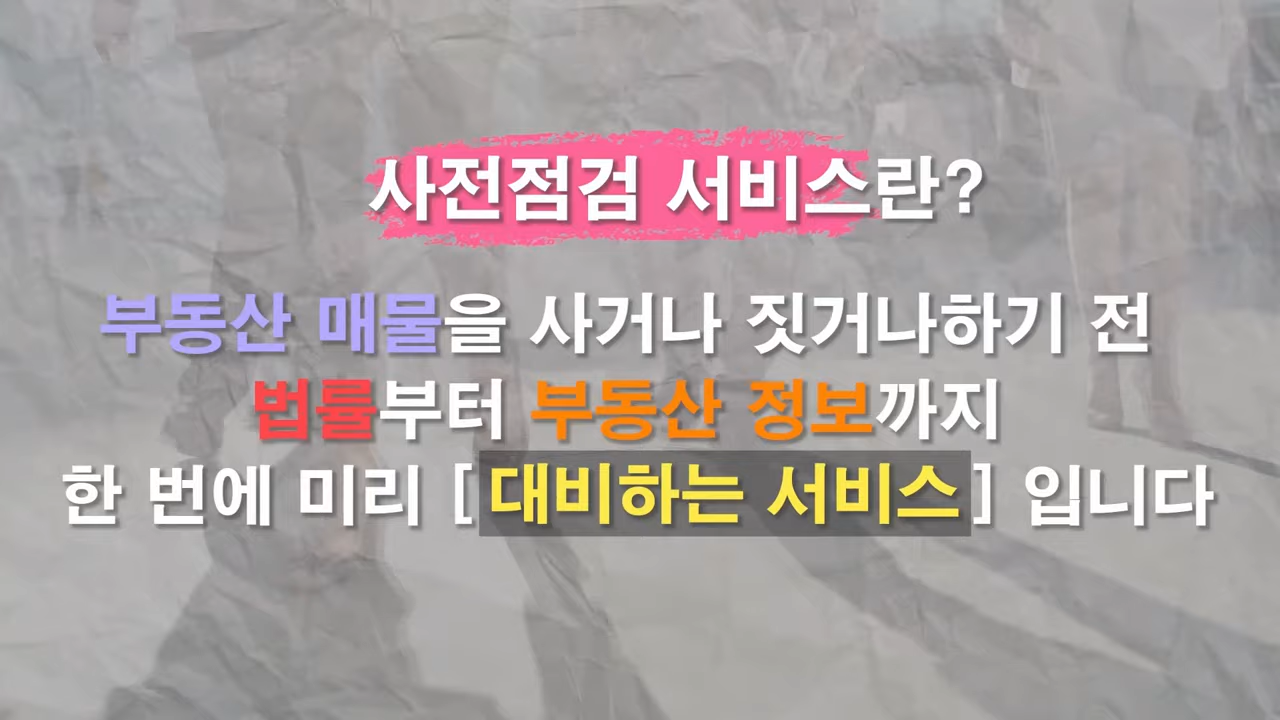 사전점검 서비스란?
부동산 매물을 사거나 짓거나하기 전
법률부터 부동산 정보까지
한 번에 미리 [대비하는 서비스] 입니다